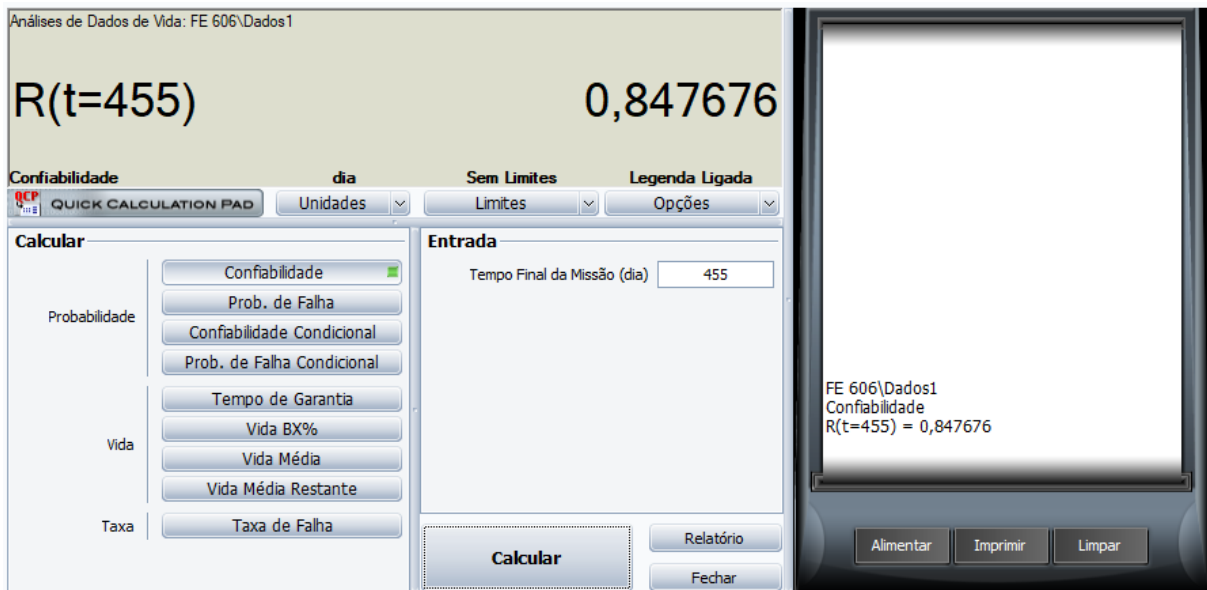 Análises de Dados de Vida: FE 606\Dados1
R(t=455) 0,847676
Confiabilidade dia Sem Limites Legenda Ligada
QCP QUICK CALCULATION PAD Unidades Limites Opções
Calcular
Probabilidade
Confiabilidade
Prob. de Falha
Confiabilidade Condicional
Prob. de Falha Condicional
Vida
Tempo de Garantia
Vida BX%
Vida Média
Vida Média Restante
Taxa
Taxa de Falha
Entrada
Tempo Final da Missão (dia) 455
Calcular
Relatório
Fechar
FE 606\Dados1
Confiabilidade
R(t=455) = 0,847676
Alimentar Imprimir Limpar